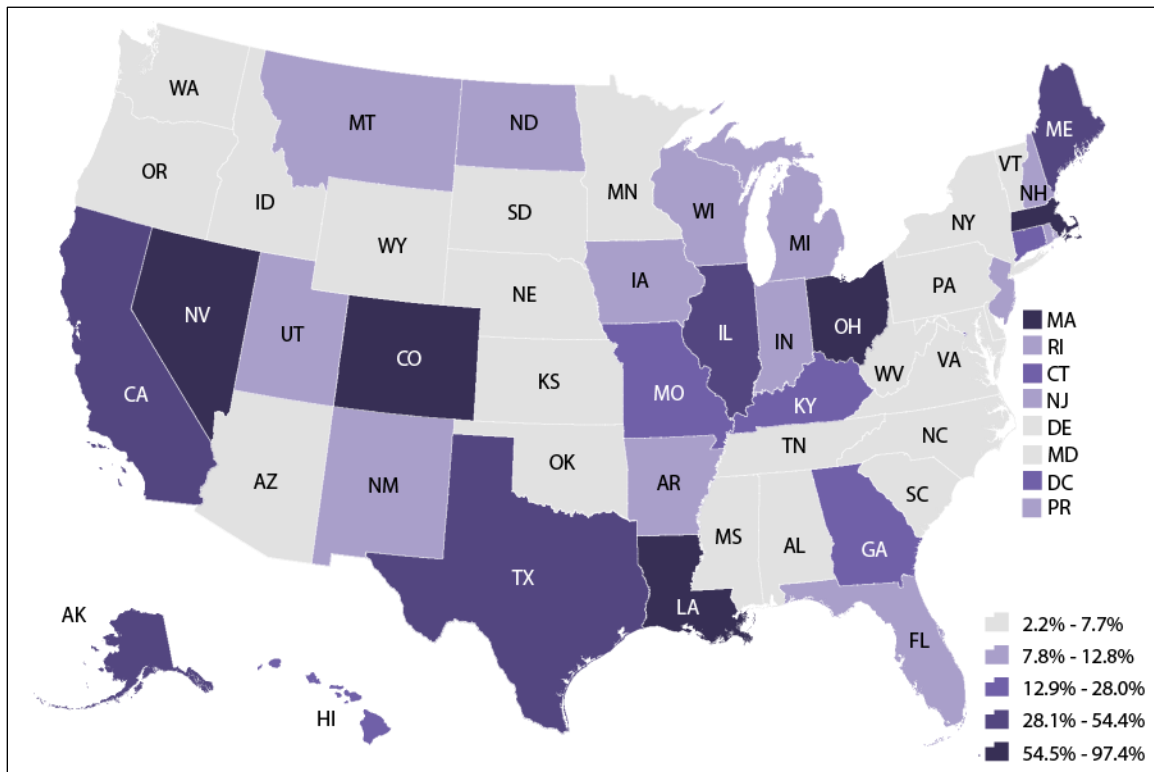 WA
MT
ND
ME
OR
ID
MN
VT
NH
SD
WI
NY
WY
MI
IA
PA
NE
NV
UT
IL
IN
OH
MA
CO
WV
VA
RI
CA
KS
MO
KY
CT
NJ
TN
NC
DE
AZ
NM
OK
AR
MD
SC
DC
MS
AL
GA
PR
TX
LA
AK
FL
HI
2.2% - 7.7%
7.8% - 12.8%
12.9% - 28.0%
28.1% - 54.4%
54.5% - 97.4%